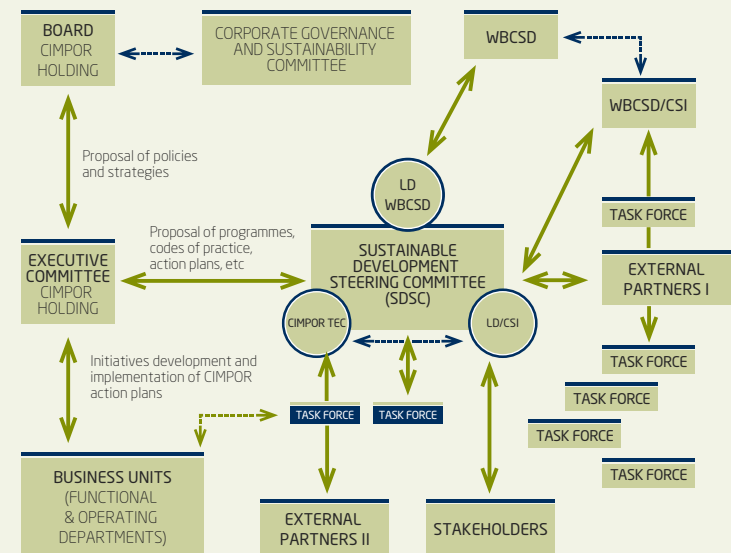 BOARD
CIMPOR
HOLDING
CORPORATE GOVERNANCE
AND SUSTAINABILITY
COMMITTEE
WBCSD
WBCSD/CSI
Proposal of policies
and strategies
LD
WBCSD
TASK FORCE
Proposal of programmes,
codes of practice,
action plans, etc
EXECUTIVE
COMMITTEE
CIMPOR
HOLDING
SUSTAINABLE
DEVELOPMENT
STEERING COMMITTEE
(SDSC)
EXTERNAL
PARTNERS I
CIMPOR TEC
LD/CSI
Initiatives development and
implementation of CIMPOR
action plans
TASK FORCE
TASK FORCE
TASK FORCE
TASK FORCE
TASK FORCE
TASK FORCE
BUSINESS UNITS
(FUNCTIONAL
& OPERATING
DEPARTMENTS)
EXTERNAL
PARTNERS II
STAKEHOLDERS